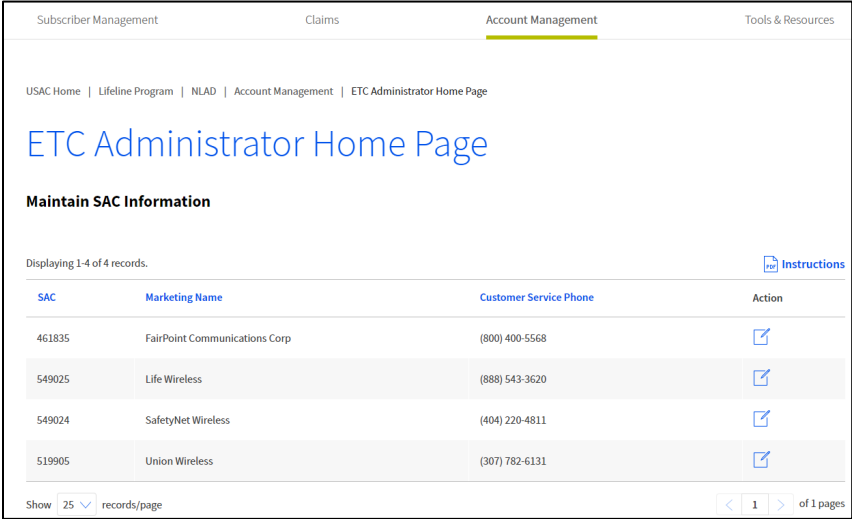 Subscriber Management Claims Account Management Tools & Resources
USAC Home | Lifeline Program | NLAD | Account Management | ETC Administrator Home Page
ETC Administrator Home Page
Maintain SAC Information
Displaying 1-4 of 4 records. PDF Instructions
SAC Marketing Name Customer Service Phone Action
461835 FairPoint Communications Corp (800) 400-5568
549025 Life Wireless (888) 543-3620
549024 SafetyNet Wireless (404) 220-4811
519905 Union Wireless (307) 782-6131
Show 25 records/page < 1 > of 1 pages